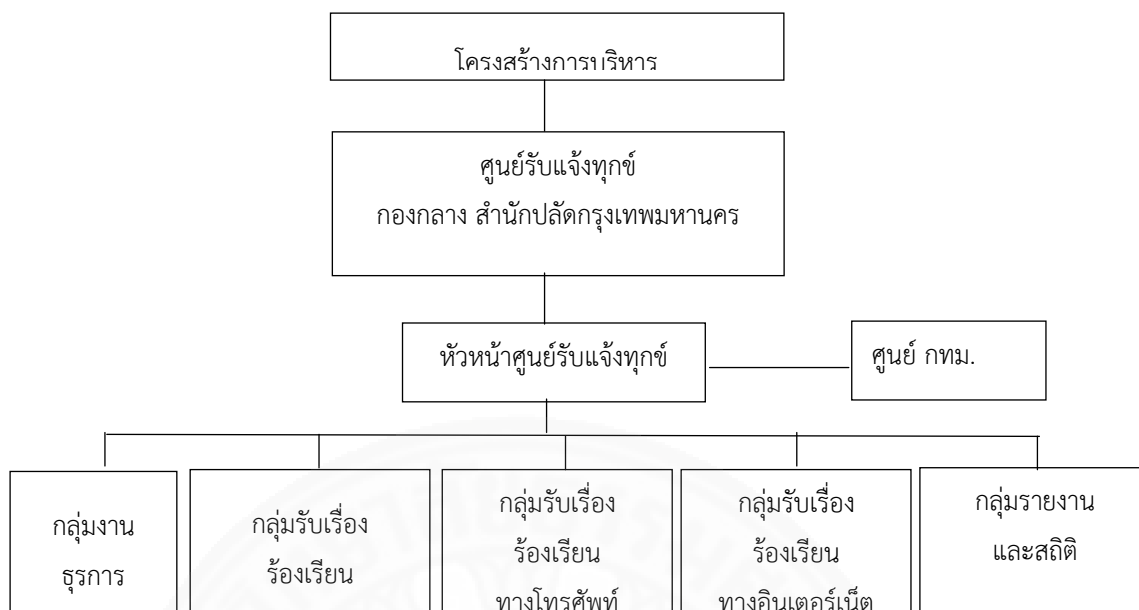 โครงสร้างการบริหาร
ศูนย์รับแจ้งทุกข์
กองกลาง สำนักปลัดกรุงเทพมหานคร
หัวหน้าศูนย์รับแจ้งทุกข์
ศูนย์ กทม.
กลุ่มงาน
ธุรการ
กลุ่มรับเรื่อง
ร้องเรียน
กลุ่มรับเรื่อง
ร้องเรียน
ทางโทรศัพท์
กลุ่มรับเรื่อง
ร้องเรียน
ทางอินเตอร์เน็ต
กลุ่มรายงาน
และสถิติ